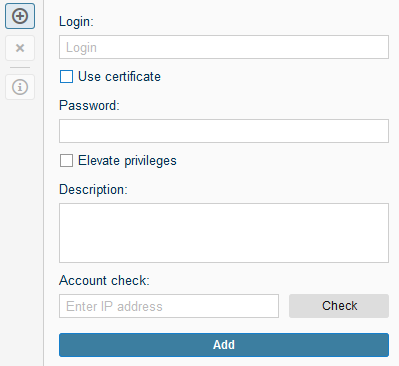 Login:
Login
Use certificate
Password:
Elevate privileges
Description:
Account check:
Enter IP address
Check
Add